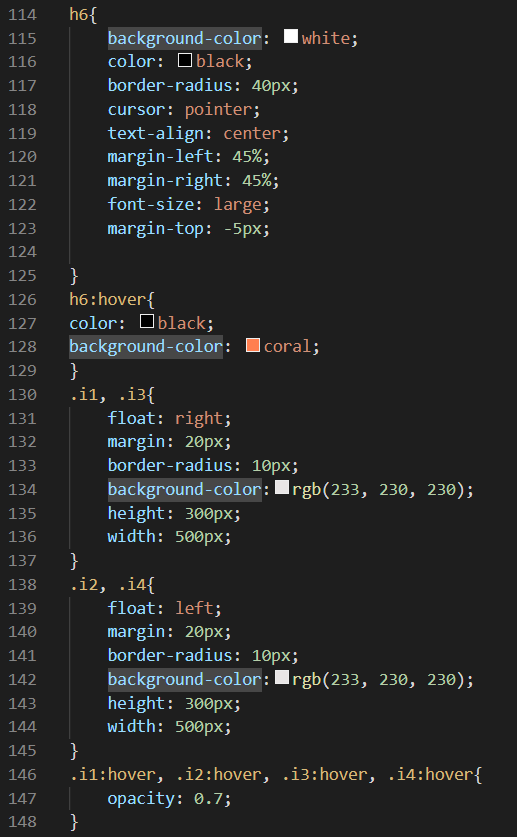 114 h6{
115     background-color: white;
116     color: black;
117     border-radius: 40px;
118     cursor: pointer;
119     text-align: center;
120     margin-left: 45%;
121     margin-right: 45%;
122     font-size: large;
123     margin-top: -5px;
124
125 }
126 h6:hover{
127 color: black;
128 background-color: coral;
129 }
130 .i1, .i3{
131     float: right;
132     margin: 20px;
133     border-radius: 10px;
134     background-color: rgb(233, 230, 230);
135     height: 300px;
136     width: 500px;
137 }
138 .i2, .i4{
139     float: left;
140     margin: 20px;
141     border-radius: 10px;
142     background-color: rgb(233, 230, 230);
143     height: 300px;
144     width: 500px;
145 }
146 .i1:hover, .i2:hover, .i3:hover, .i4:hover{
147     opacity: 0.7;
148 }